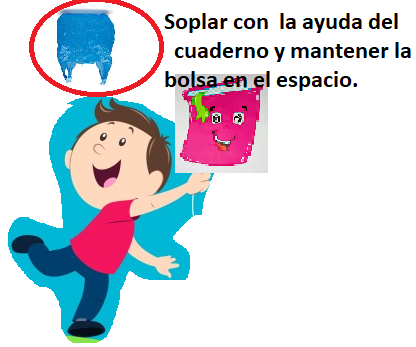 Soplar con la ayuda del
cuaderno y mantener la
bolsa en el espacio.